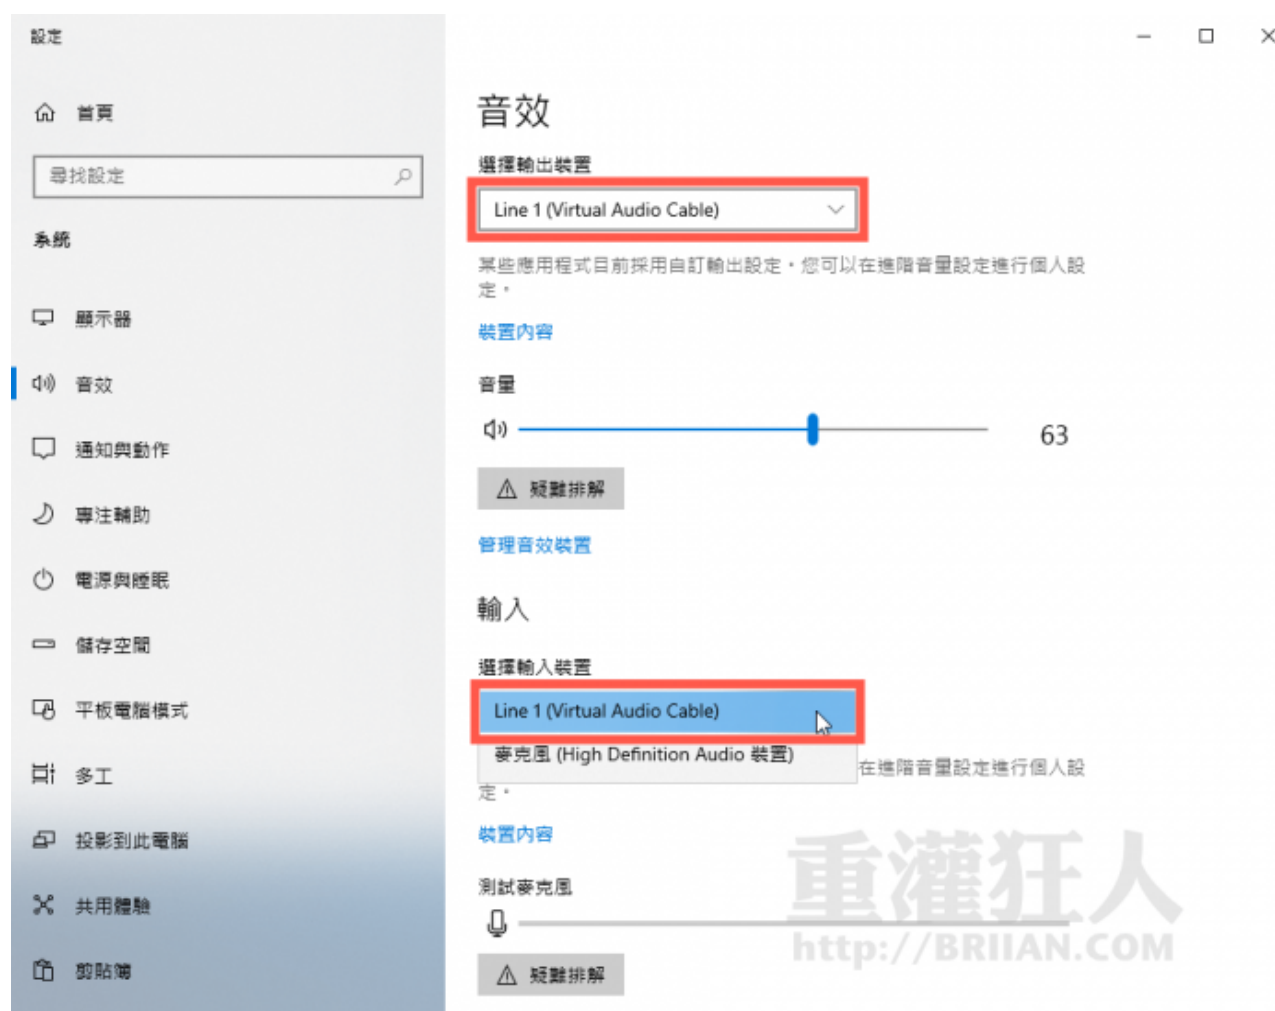 設定
首頁
尋找設定
系統
顯示器
音效
通知與動作
專注輔助
電源與睡眠
儲存空間
平板電腦模式
多工
投影到此電腦
共用體驗
剪貼簿
音效
選擇輸出裝置
Line 1 (Virtual Audio Cable)
某些應用程式目前採用自訂輸出設定。您可以在進階音量設定進行個人設
定。
裝置內容
音量
63
疑難排解
管理音效裝置
輸入
選擇輸入裝置
Line 1 (Virtual Audio Cable)
麥克風 (High Definition Audio 裝置)
在進階音量設定進行個人設
定。
裝置內容
測試麥克風
疑難排解
重灌狂人
http://BRIIAN.COM